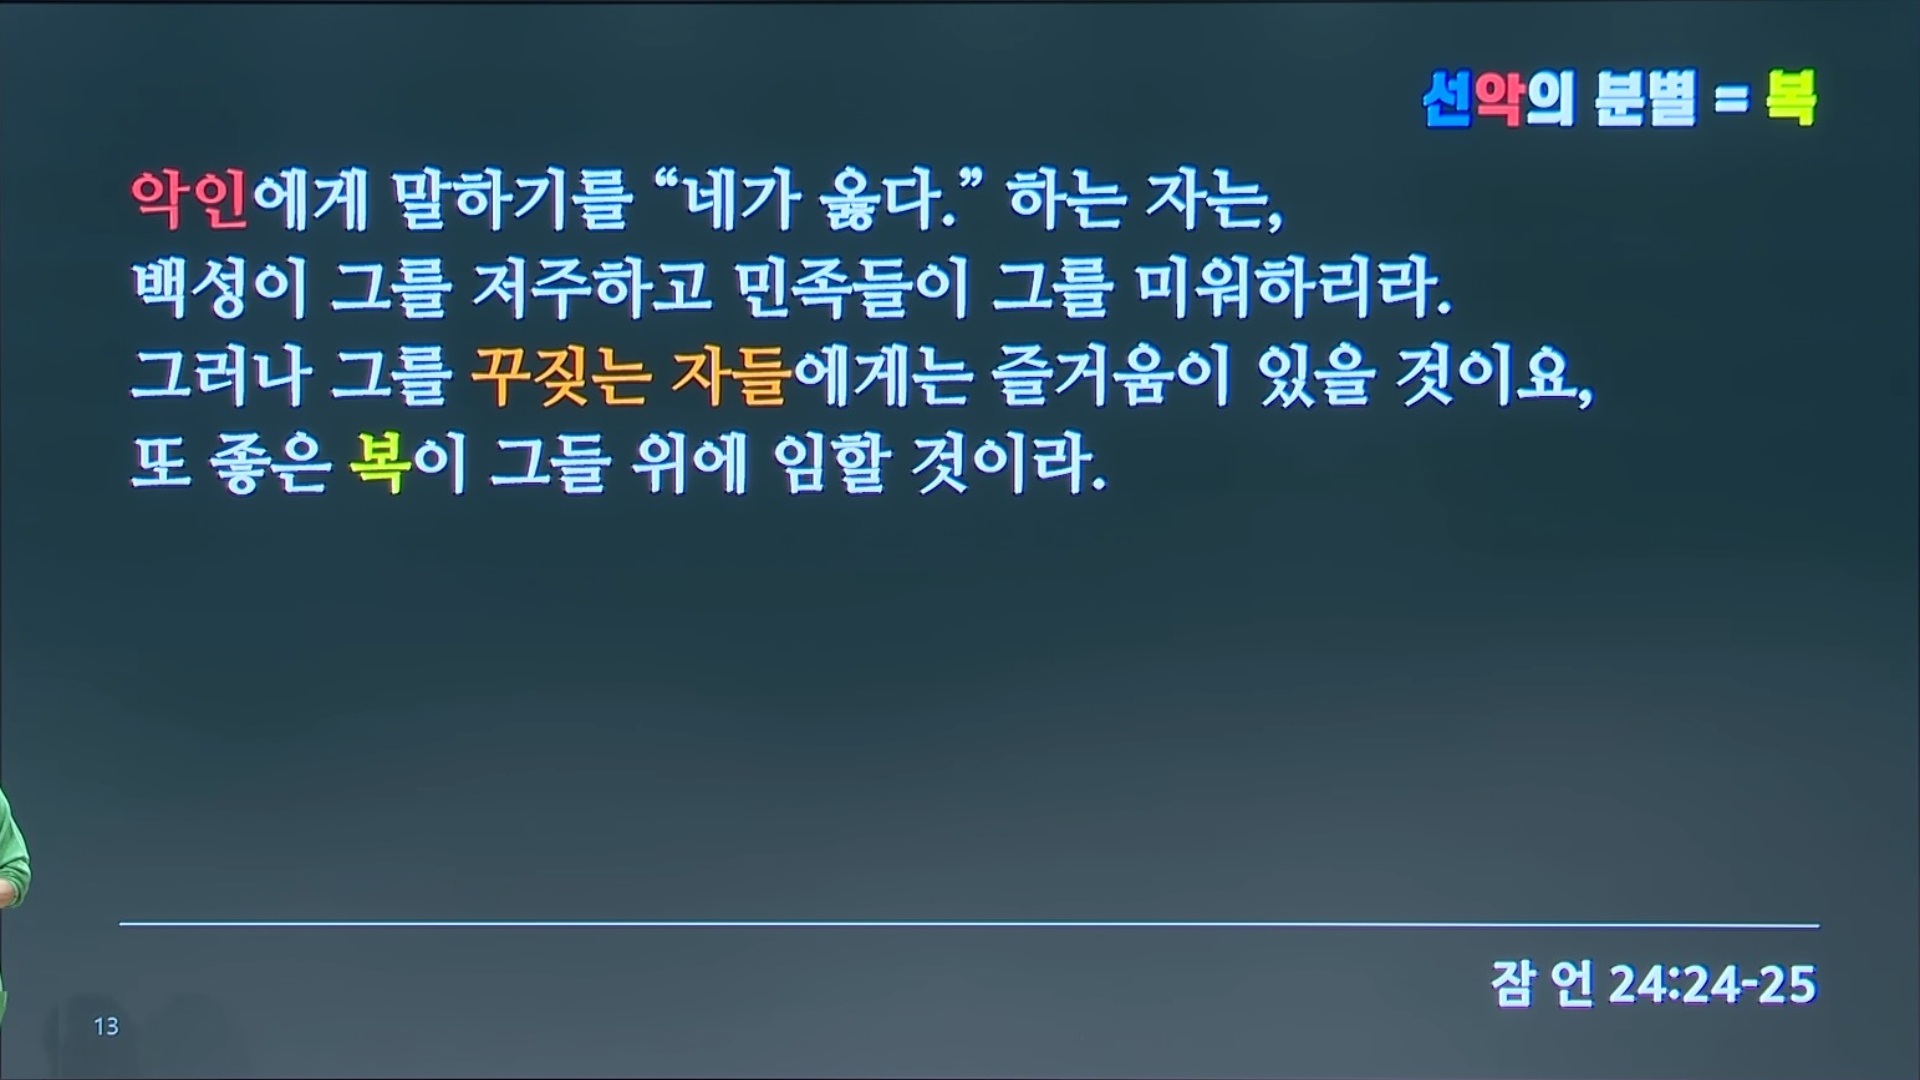 선악의 분별 = 복
악인에게 말하기를 “네가 옳다.” 하는 자는,
백성이 그를 저주하고 민족들이 그를 미워하리라.
그러나 그를 꾸짖는 자들에게는 즐거움이 있을 것이요,
또 좋은 복이 그들 위에 임할 것이라.
잠 언 24:24-25
13